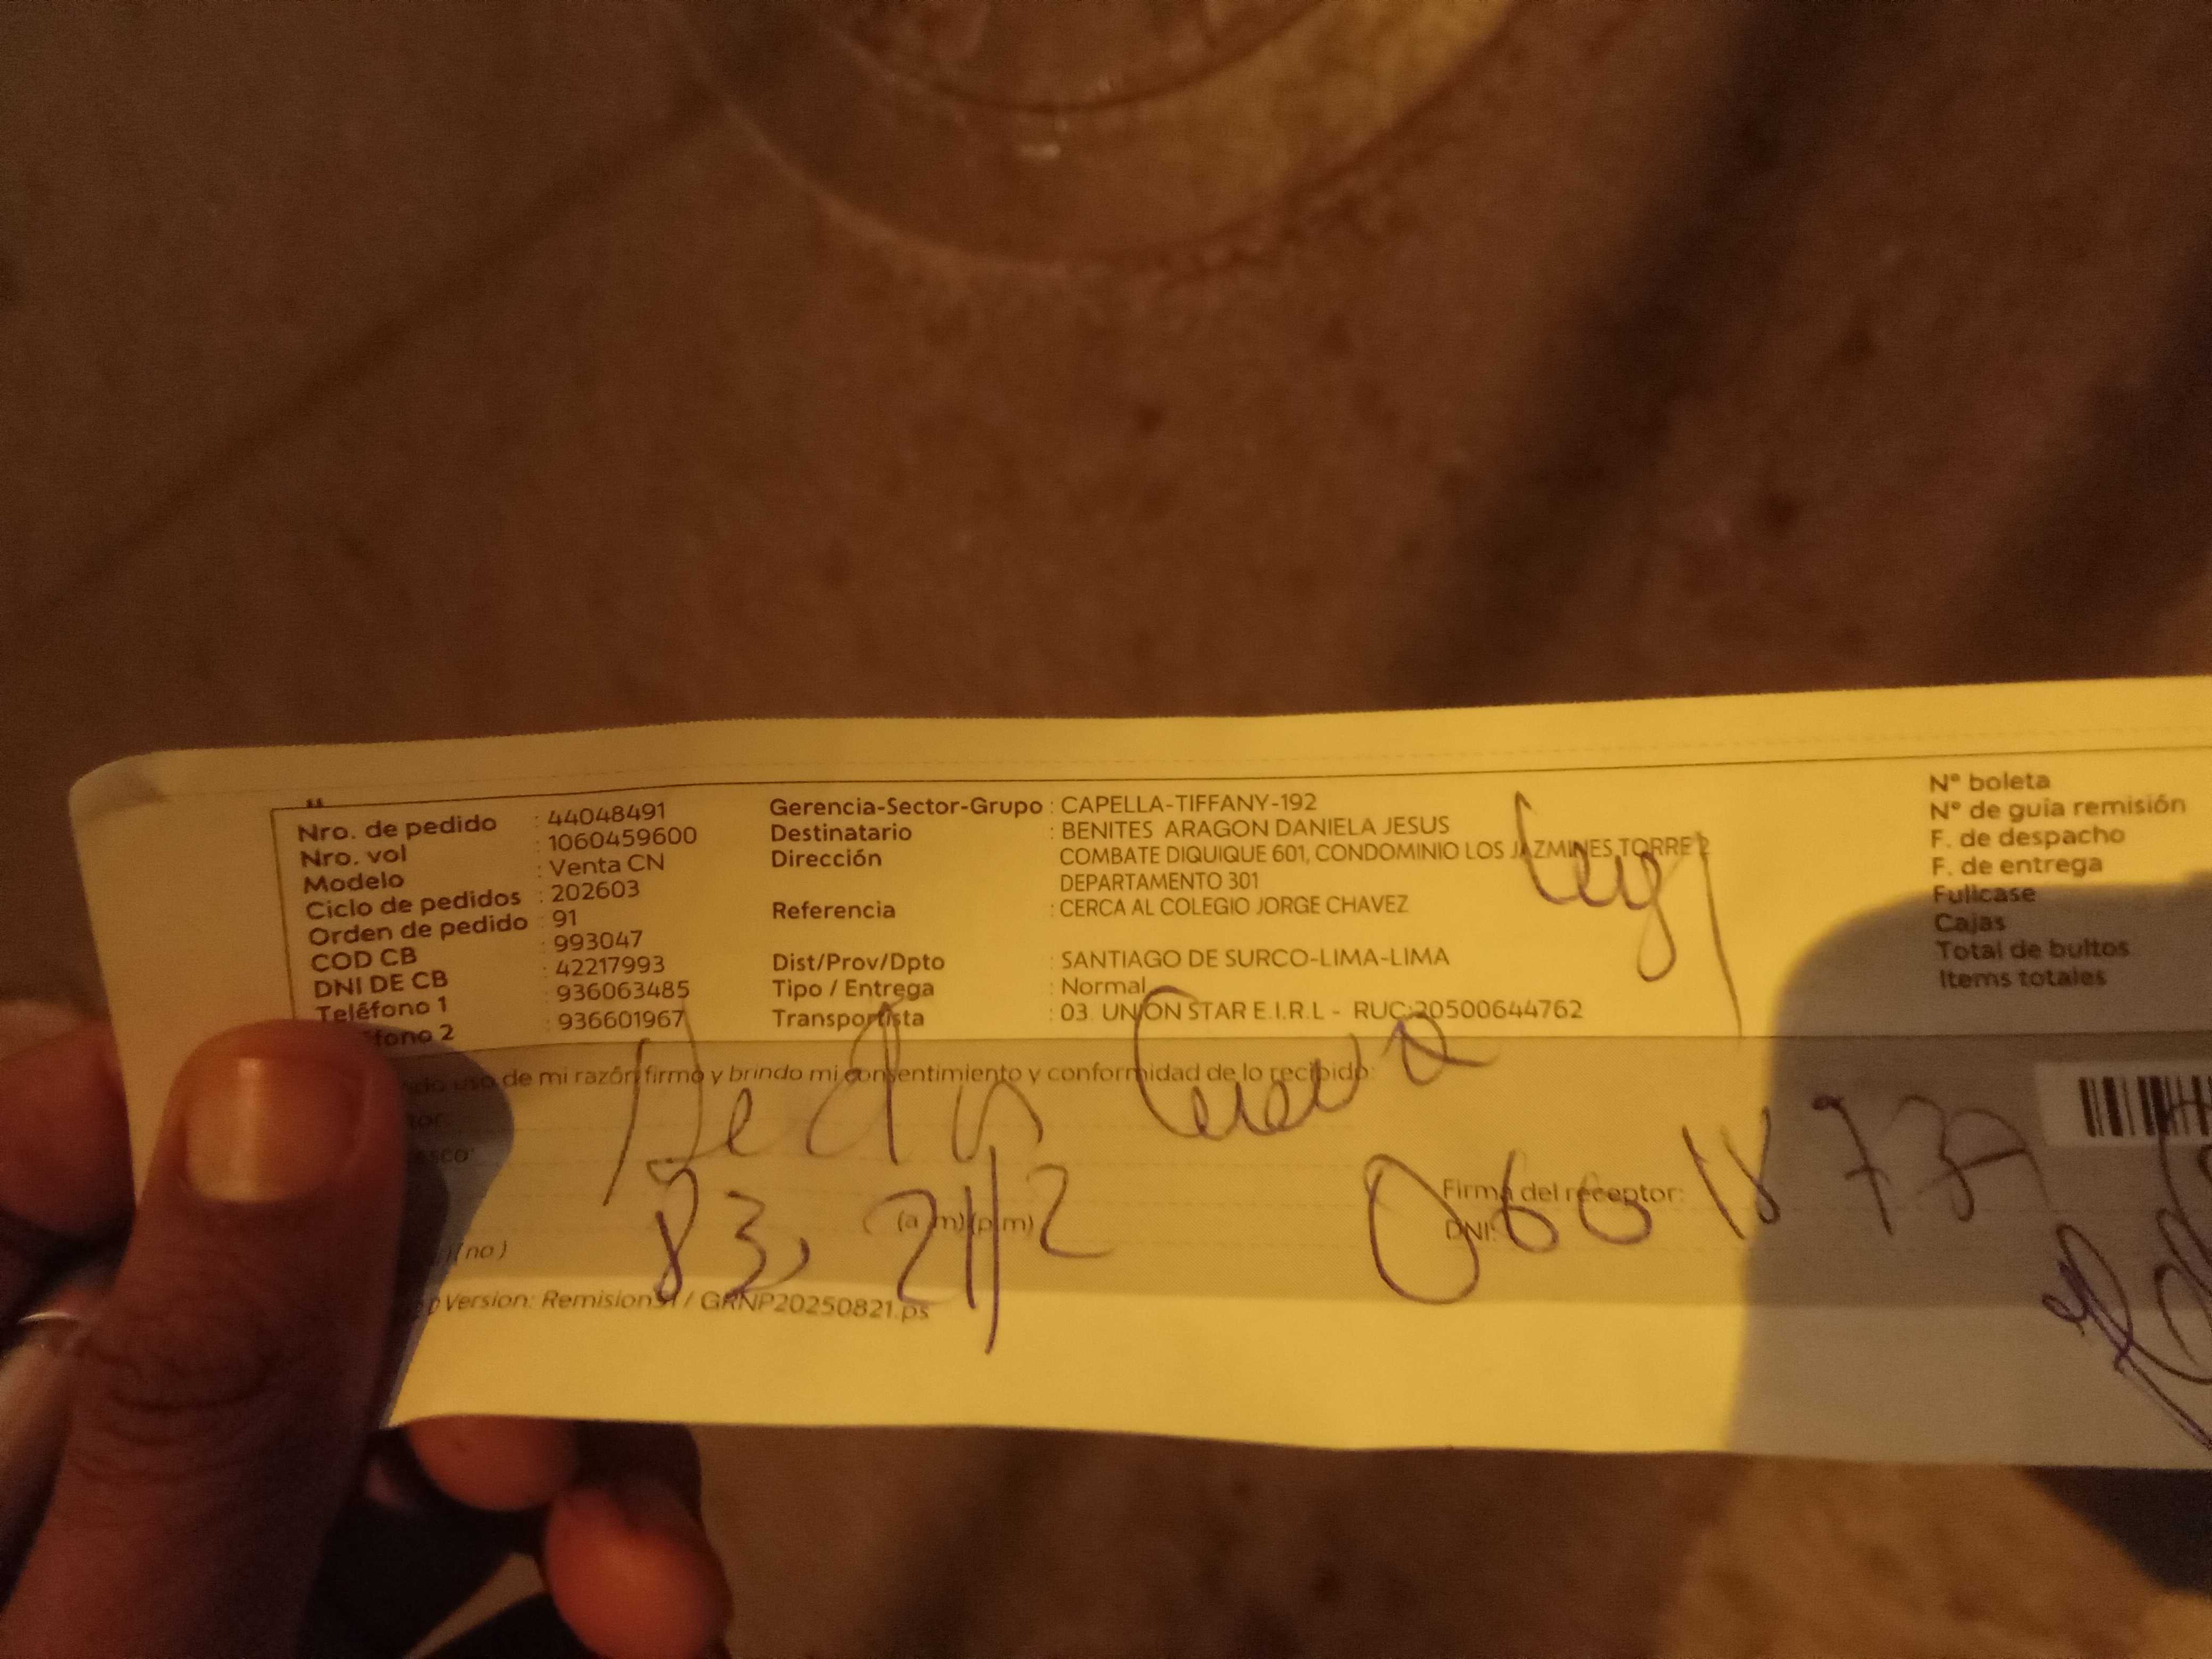 Nro. de pedido : 44048491
Nro. vol : 1060459600
Modelo : Venta CN
Ciclo de pedidos : 202603
Orden de pedido : 91
COD CB : 993047
DNI DE CB : 42217993
Teléfono 1 : 936063485
fono 2 : 936601967
Gerencia-Sector-Grupo : CAPELLA-TIFFANY-192
Destinatario : BENITES ARAGON DANIELA JESUS
Dirección : COMBATE DIQUIQUE 601, CONDOMINIO LOS JAZMINES TORRE 2
DEPARTAMENTO 301
Referencia : CERCA AL COLEGIO JORGE CHAVEZ
Dist/Prov/Dpto : SANTIAGO DE SURCO-LIMA-LIMA
Tipo / Entrega : Normal
Transportista : 03 UNION STAR E.I.R.L - RUC:20500644762
N° boleta
N° de guia remisión
F. de despacho
F. de entrega
Fullcase
Cajas
Total de bultos
Items totales
uso de mi razón firmo y brindo mi consentimiento y conformidad de lo recibido:
(a.m)(p.m)
Firma del receptor:
DNI:
(no)
Version: Remision31 / GRNP20250821.ps